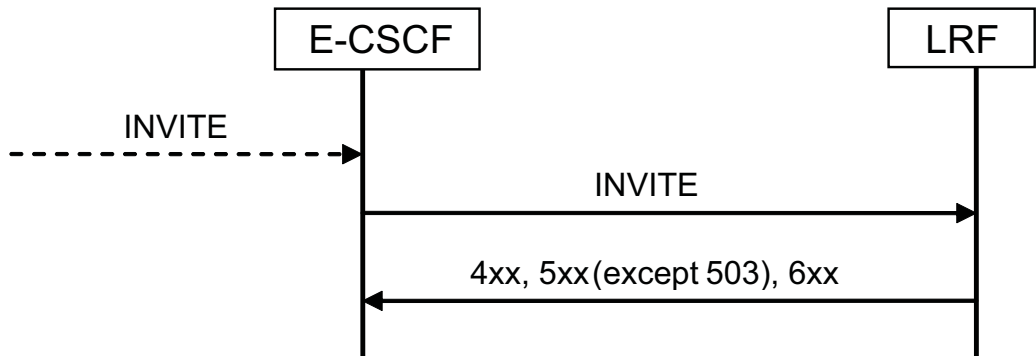 E-CSCF
LRF
INVITE
INVITE
4xx, 5xx(except 503), 6xx